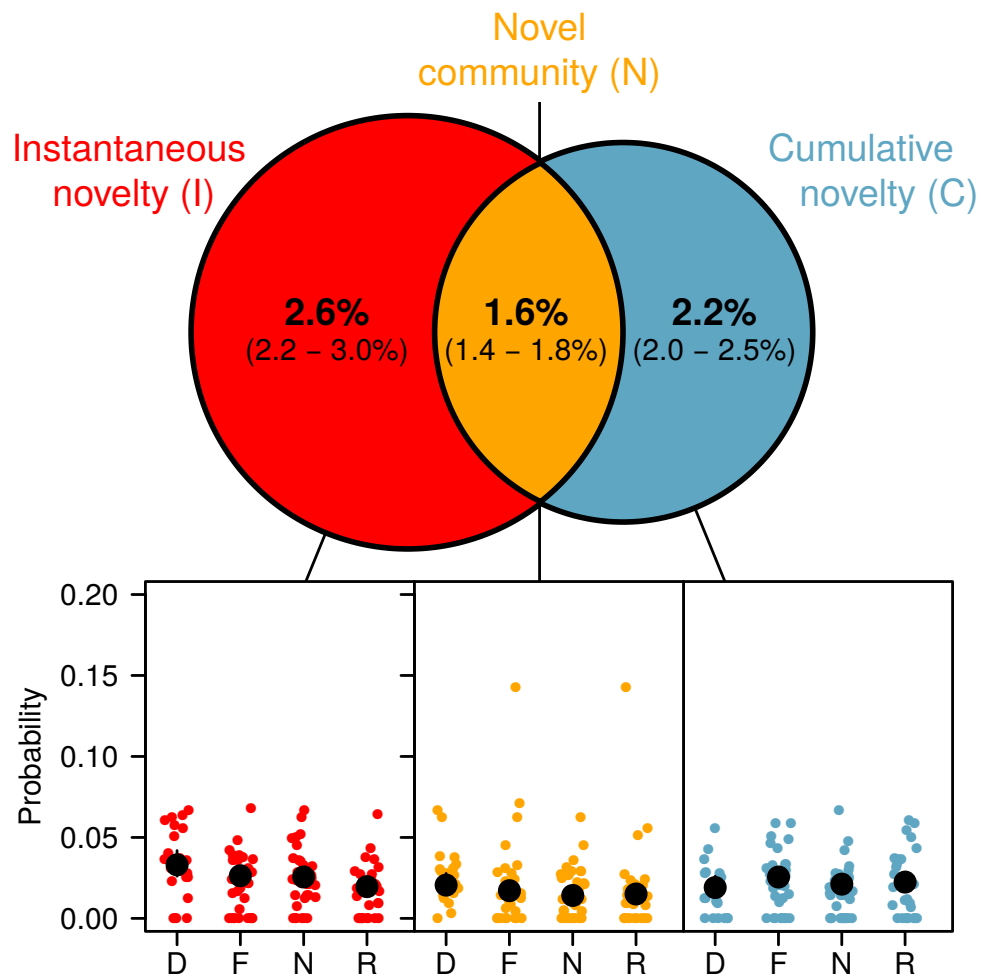 Novel
community (N)
Instantaneous
novelty (I)
Cumulative
novelty (C)
2.6%
(2.2 − 3.0%)
1.6%
(1.4 − 1.8%)
2.2%
(2.0 − 2.5%)
Probability
0.20
0.15
0.10
0.05
0.00
D F N R D F N R D F N R